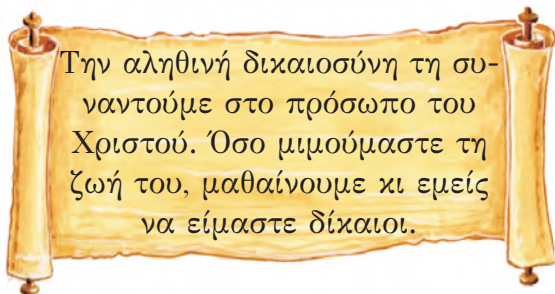 Την αληθινή δικαιοσύνη τη συ-
ναντούμε στο πρόσωπο του
Χριστού. Όσο μιμούμαστε τη
ζωή του, μαθαίνουμε κι εμείς
να είμαστε δίκαιοι.